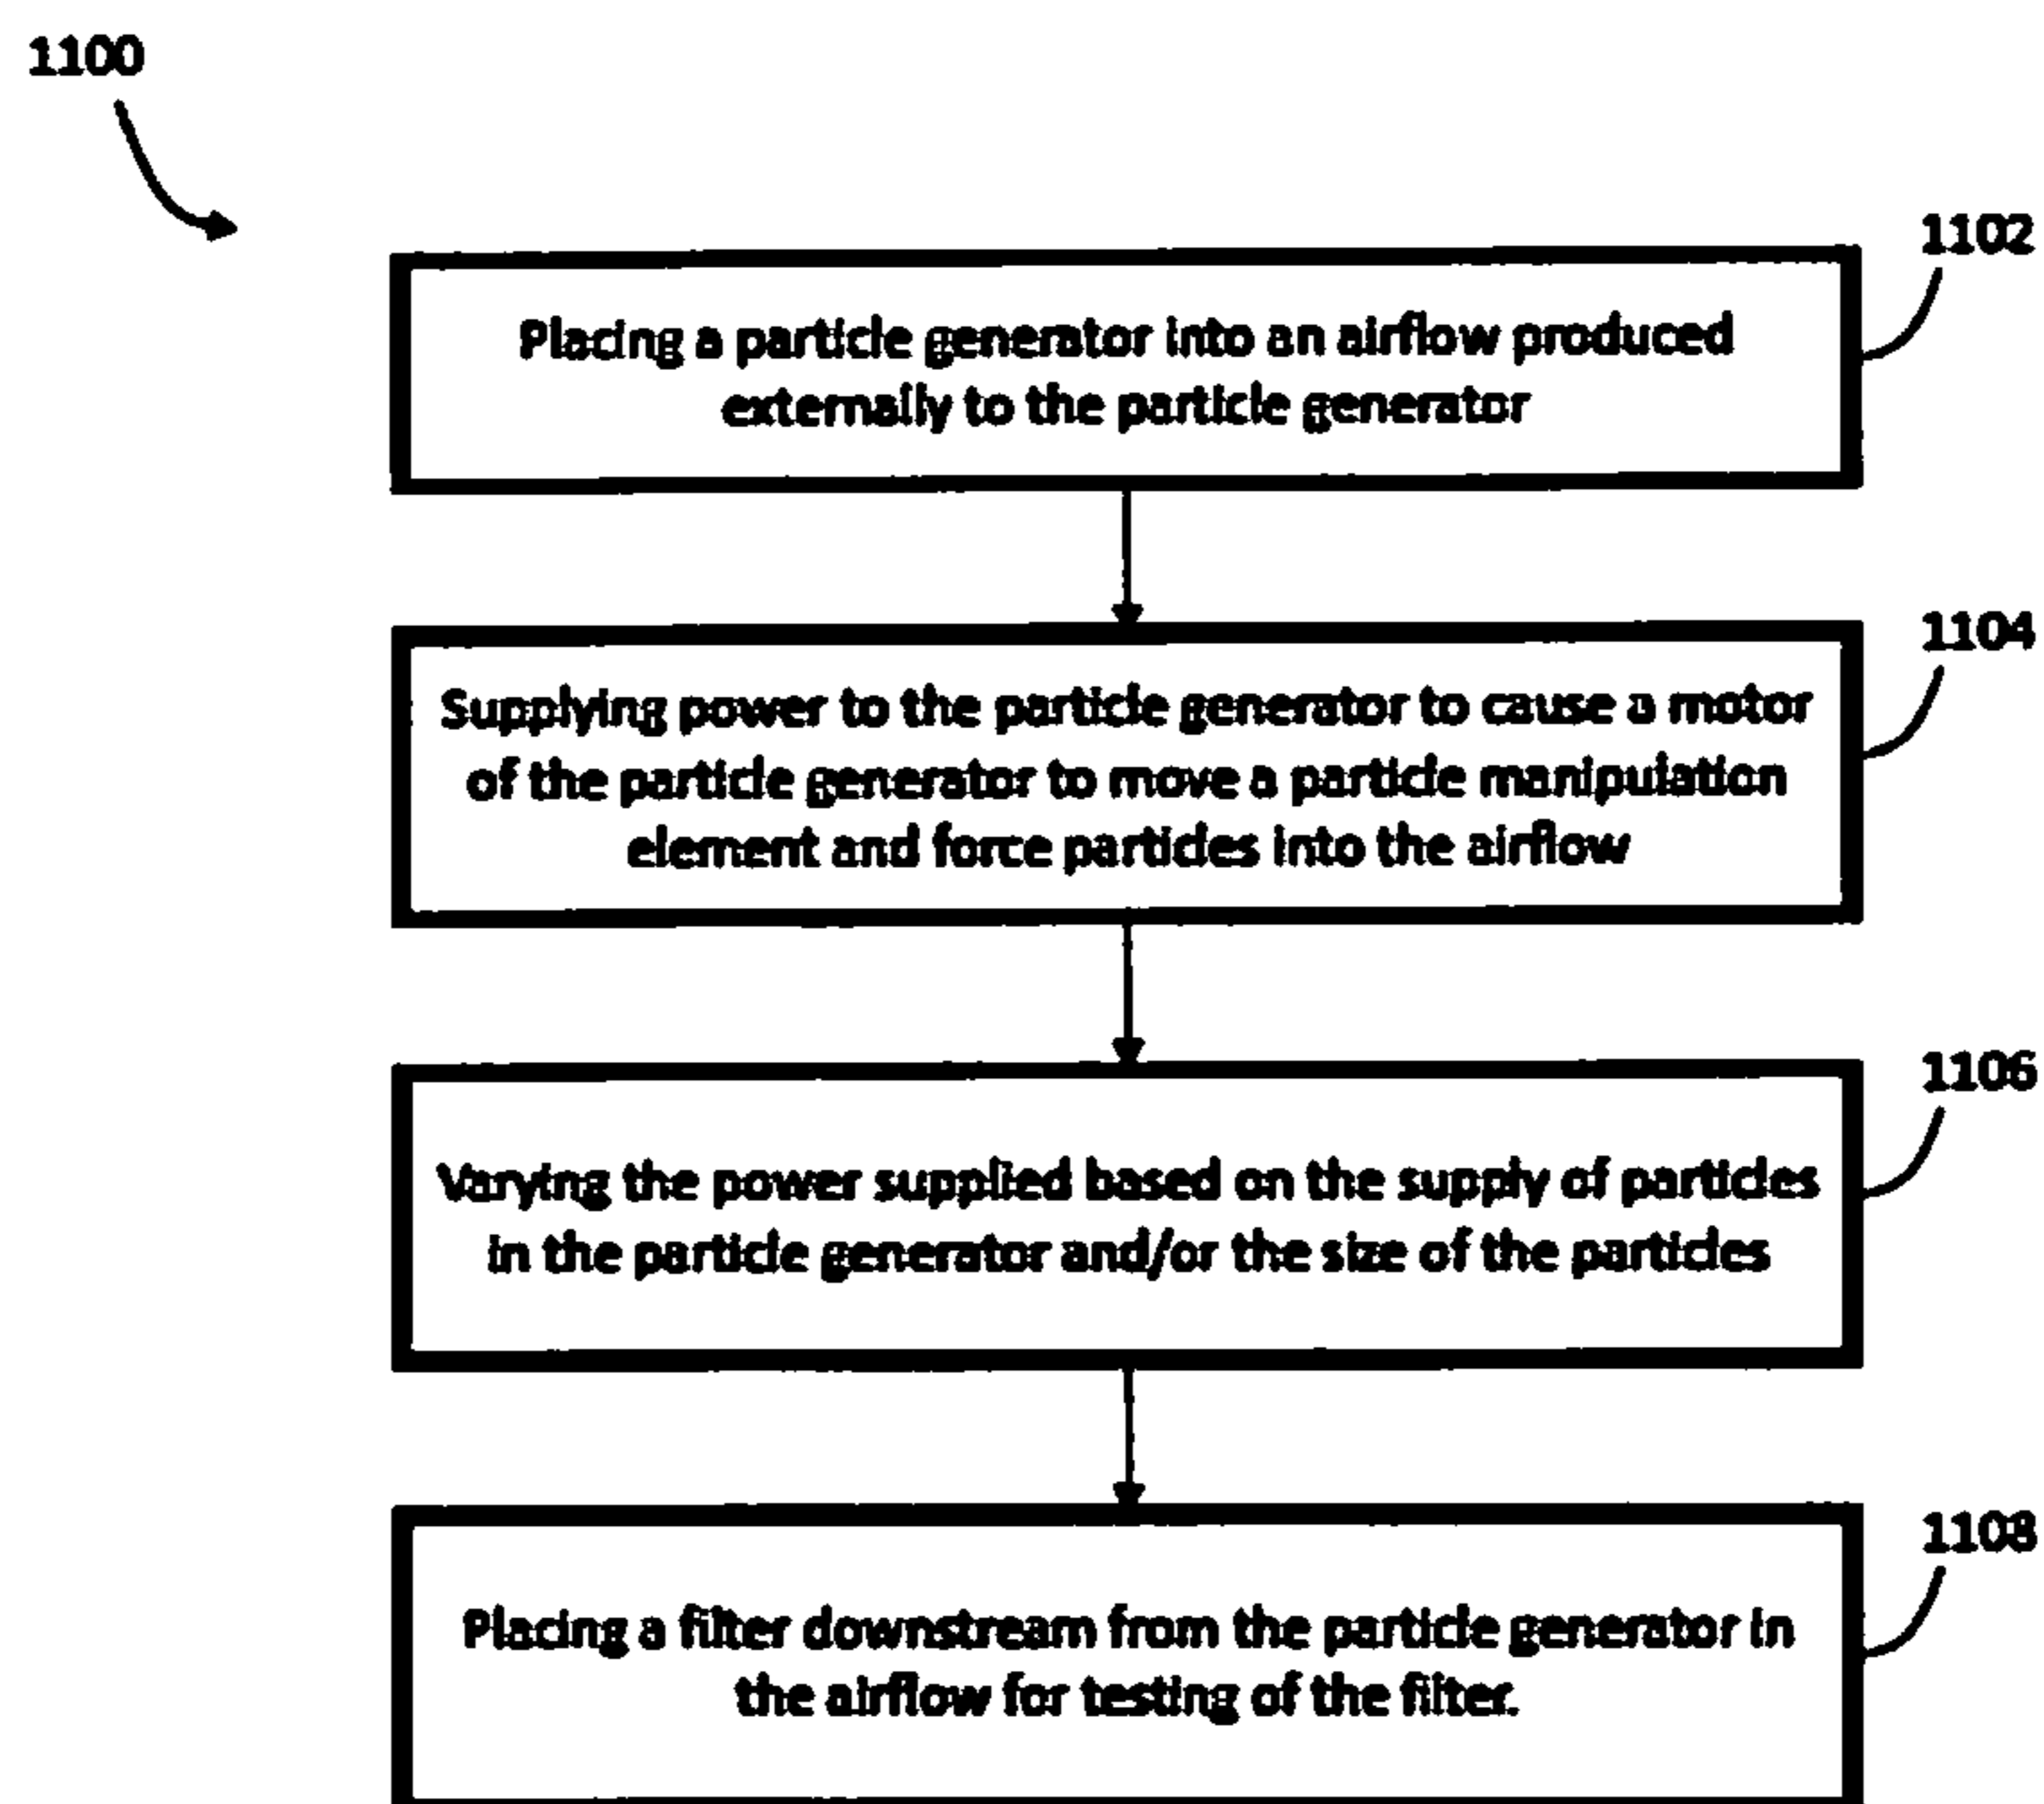 1100
1102
Placing a particle generator into an airflow produced
externally to the particle generator
1104
Supplying power to the particle generator to cause a motor
of the particle generator to move a particle manipulation
element and force particles into the airflow
1106
Varying the power supplied based on the supply of particles
in the particle generator and/or the size of the particles
1108
Placing a filter downstream from the particle generator in
the airflow for testing of the filter.